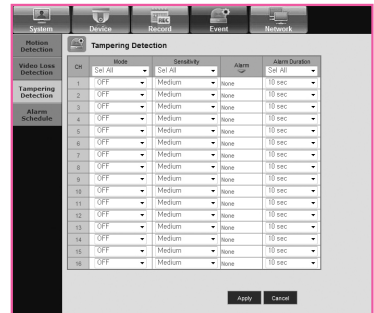 System Device Record Event Network
Motion Detection
Video Loss Detection
Tampering Detection
Alarm Schedule
Tampering Detection
CH Mode Sensitivity Alarm Alarm Duration
Sel All Sel All Sel All
1 OFF Medium None 10 sec
2 OFF Medium None 10 sec
3 OFF Medium None 10 sec
4 OFF Medium None 10 sec
5 OFF Medium None 10 sec
6 OFF Medium None 10 sec
7 OFF Medium None 10 sec
8 OFF Medium None 10 sec
9 OFF Medium None 10 sec
10 OFF Medium None 10 sec
11 OFF Medium None 10 sec
12 OFF Medium None 10 sec
13 OFF Medium None 10 sec
14 OFF Medium None 10 sec
15 OFF Medium None 10 sec
16 OFF Medium None 10 sec
Apply Cancel